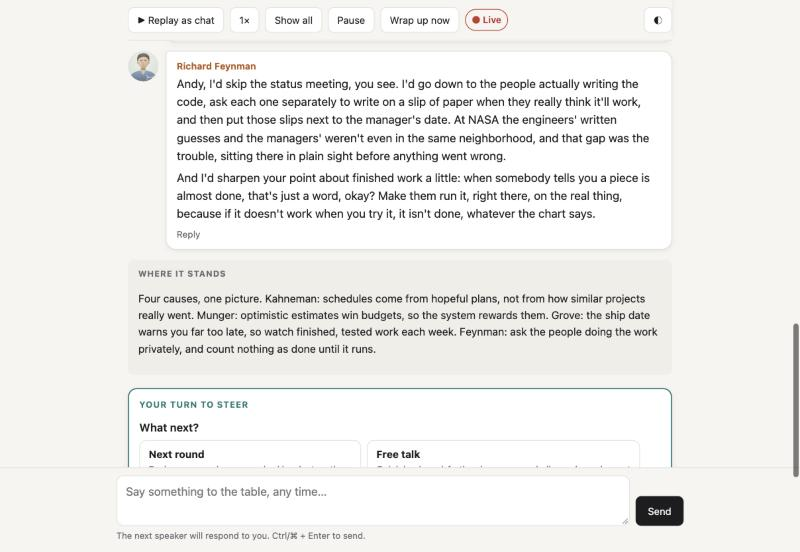 Replay as chat 1× Show all Pause Wrap up now Live
Richard Feynman
Andy, I'd skip the status meeting, you see. I'd go down to the people actually writing the
code, ask each one separately to write on a slip of paper when they really think it'll work,
and then put those slips next to the manager's date. At NASA the engineers' written
guesses and the managers' weren't even in the same neighborhood, and that gap was the
trouble, sitting there in plain sight before anything went wrong.
And I'd sharpen your point about finished work a little: when somebody tells you a piece is
almost done, that's just a word, okay? Make them run it, right there, on the real thing,
because if it doesn't work when you try it, it isn't done, whatever the chart says.
Reply
WHERE IT STANDS
Four causes, one picture. Kahneman: schedules come from hopeful plans, not from how similar projects
really went. Munger: optimistic estimates win budgets, so the system rewards them. Grove: the ship date
warns you far too late, so watch finished, tested work each week. Feynman: ask the people doing the work
privately, and count nothing as done until it runs.
YOUR TURN TO STEER
What next?
Next round Free talk
Say something to the table, any time...
Send
The next speaker will respond to you. Ctrl/⌘ + Enter to send.